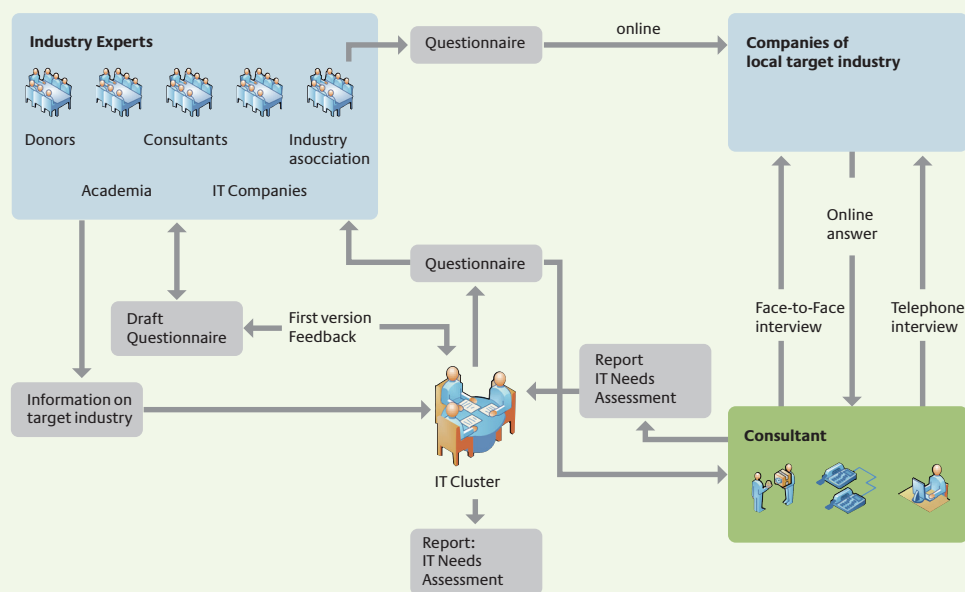 Industry Experts
Donors
Consultants
Industry
asocciation
Academia
IT Companies
Questionnaire
online
Companies of
local target industry
Questionnaire
Online
answer
Face-to-Face
interview
Telephone
interview
Draft
Questionnaire
First version
Feedback
Information on
target industry
IT Cluster
Report
IT Needs
Assessment
Consultant
Report:
IT Needs
Assessment